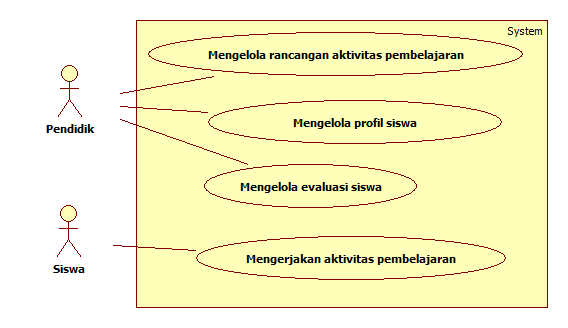 System
Mengelola rancangan aktivitas pembelajaran
Pendidik
Mengelola profil siswa
Mengelola evaluasi siswa
Siswa
Mengerjakan aktivitas pembelajaran